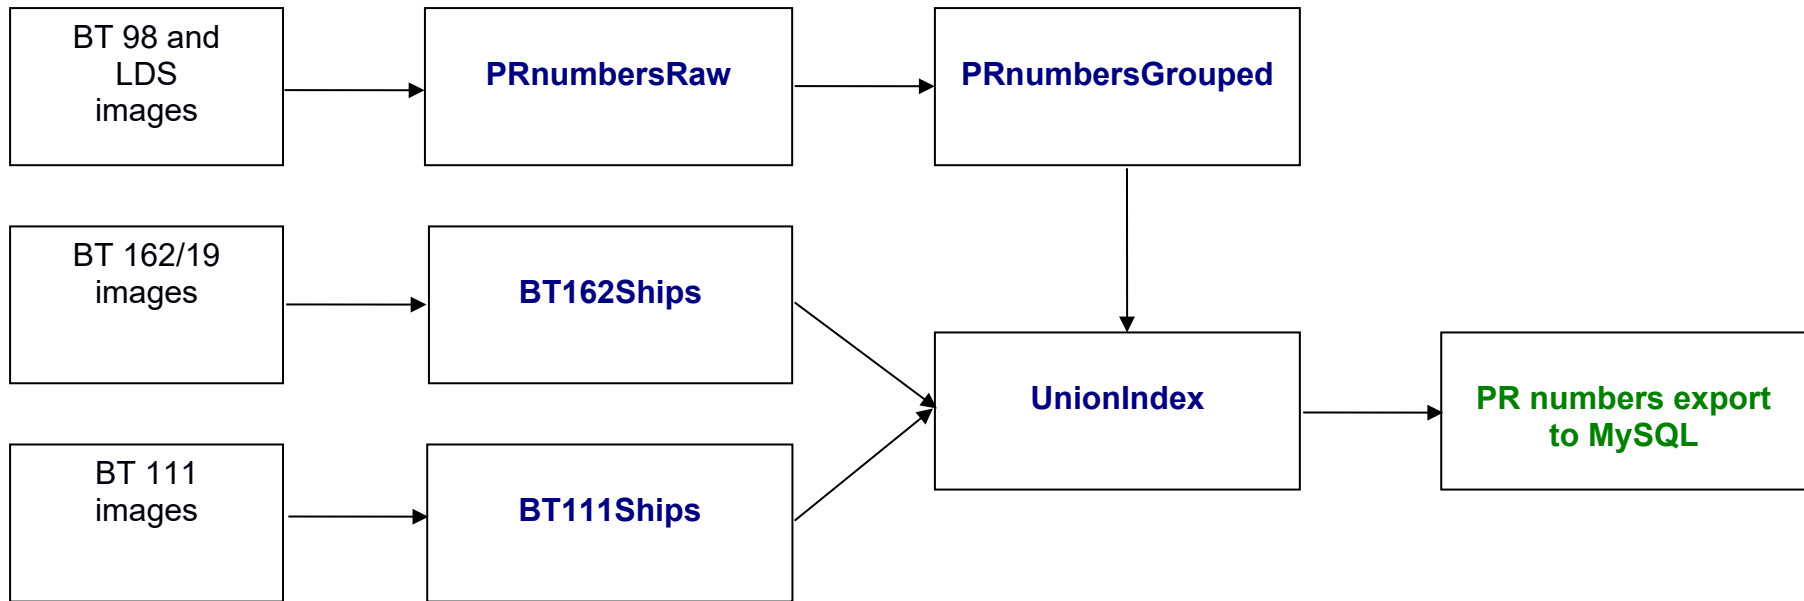 BT 98 and
LDS
images
PRnumbersRaw
PRnumbersGrouped
BT 162/19
images
BT162Ships
UnionIndex
PR numbers export
to MySQL
BT 111
images
BT111Ships